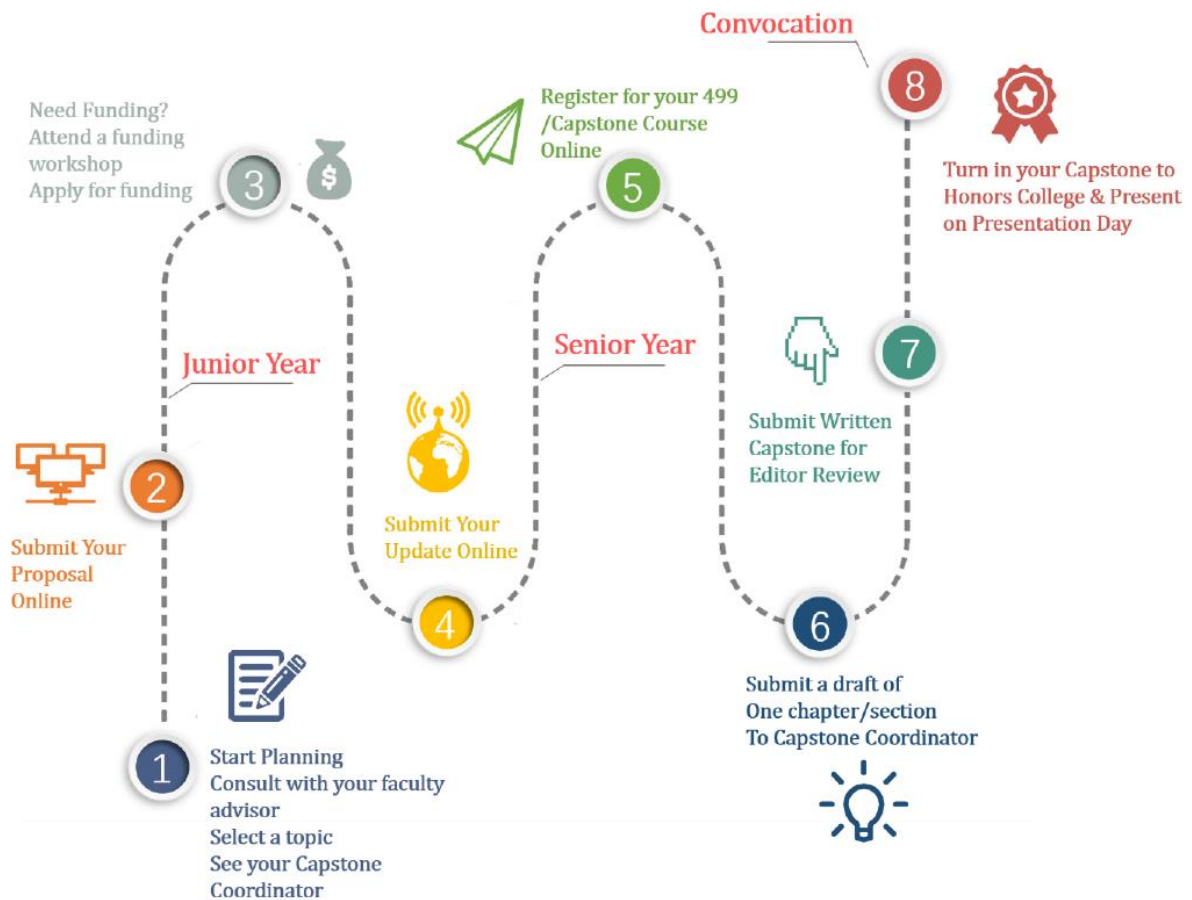 Convocation
8
Turn in your Capstone to
Honors College & Present
on Presentation Day
Need Funding?
Attend a funding
workshop
Apply for funding
3
$
Register for your 499
/Capstone Course
Online
5
Junior Year
Senior Year
7
Submit Written
Capstone for
Editor Review
2
Submit Your
Proposal
Online
Submit Your
Update Online
4
6
Submit a draft of
One chapter/section
To Capstone Coordinator
1
Start Planning
Consult with your faculty
advisor
Select a topic
See your Capstone
Coordinator